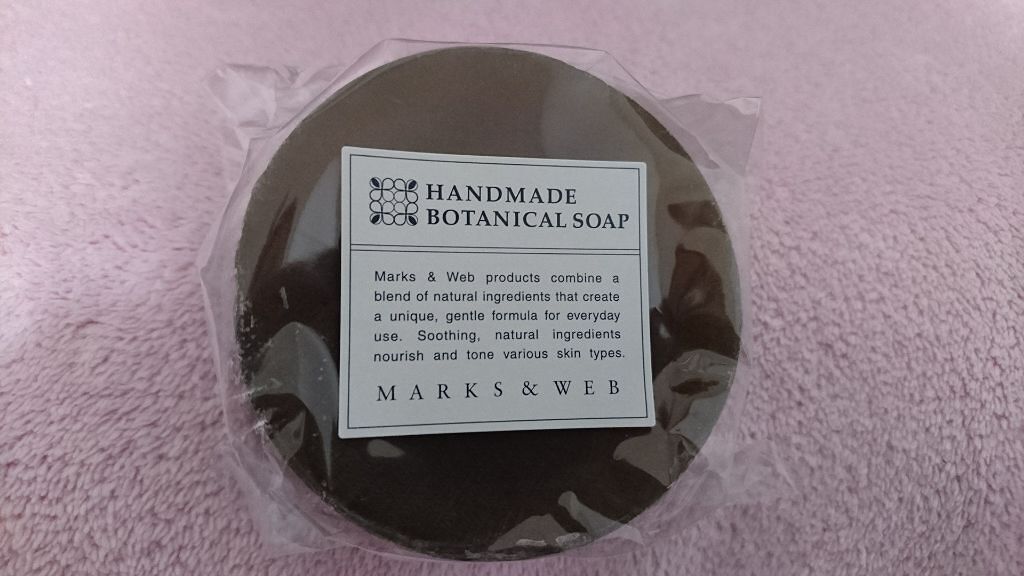 HANDMADE
BOTANICAL SOAP
Marks & Web products combine a
blend of natural ingredients that create
a unique, gentle formula for everyday
use. Soothing, natural ingredients
nourish and tone various skin types.
MARKS & WEB